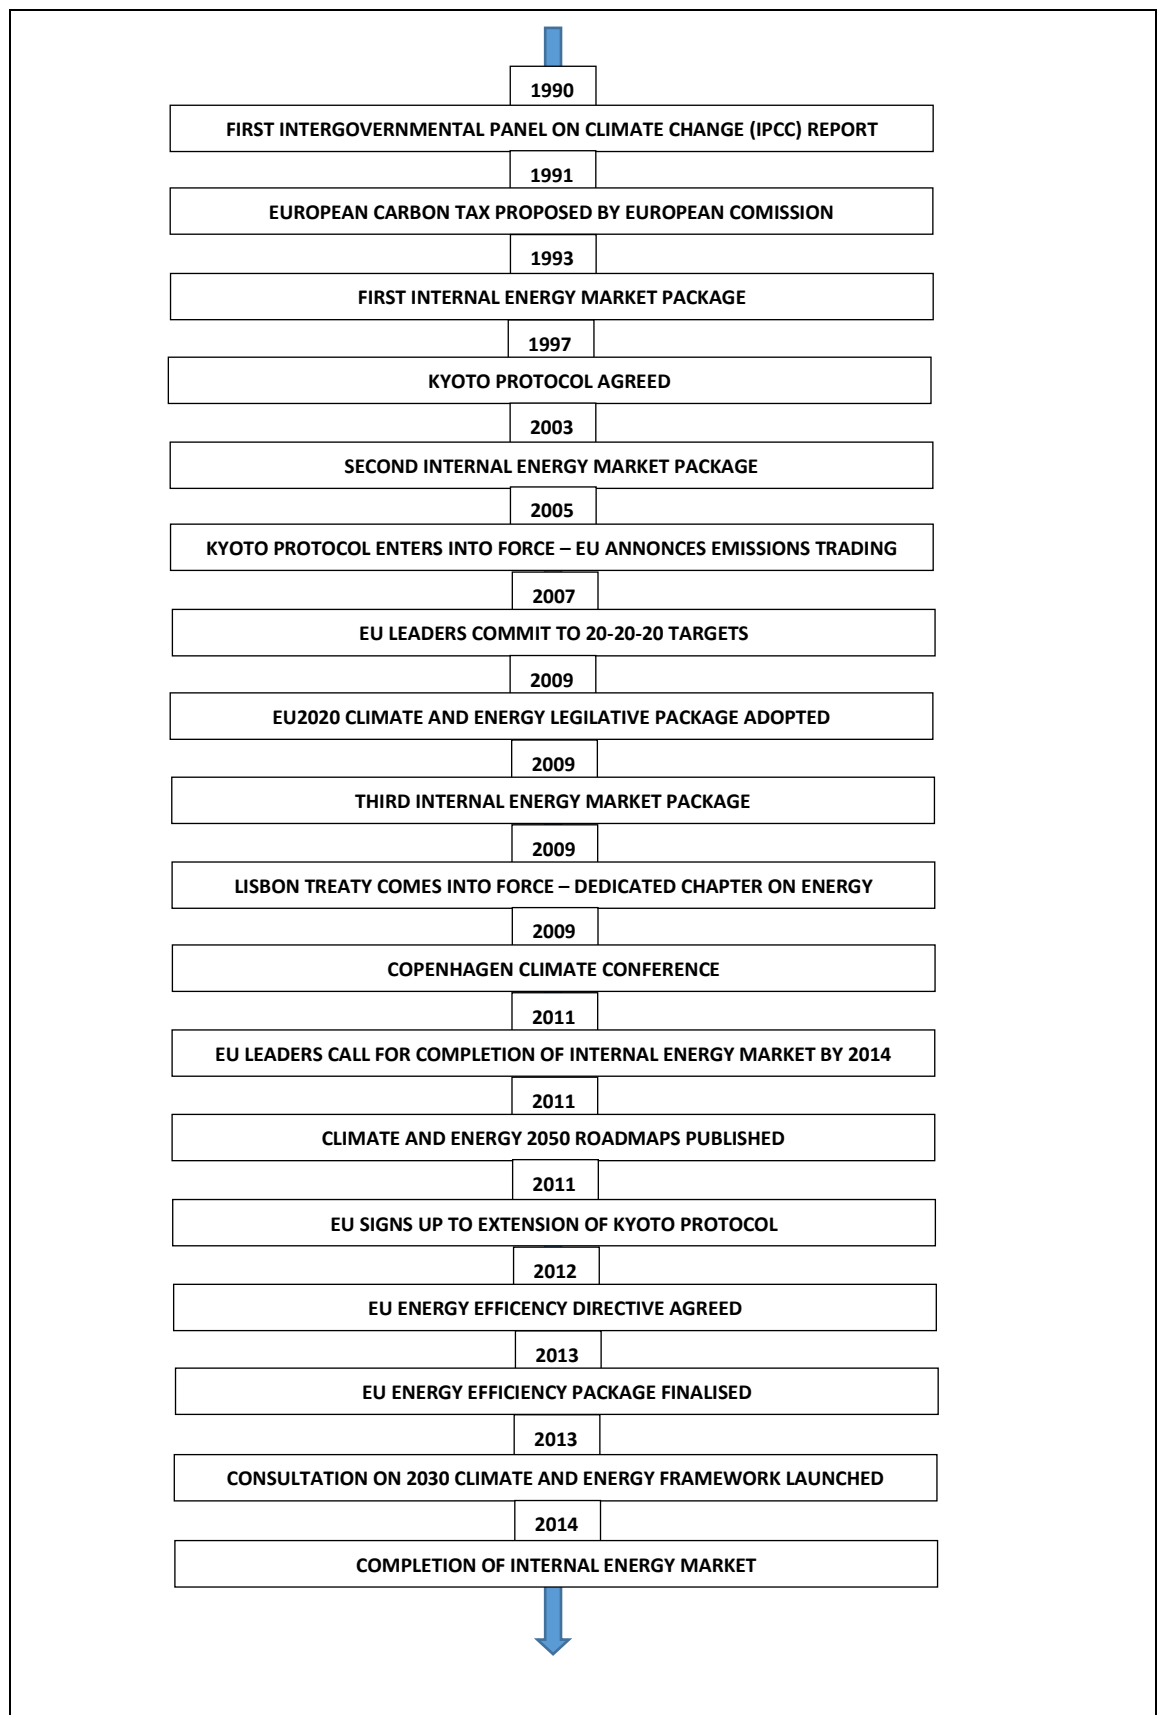 1990
FIRST INTERGOVERNMENTAL PANEL ON CLIMATE CHANGE (IPCC) REPORT
1991
EUROPEAN CARBON TAX PROPOSED BY EUROPEAN COMISSION
1993
FIRST INTERNAL ENERGY MARKET PACKAGE
1997
KYOTO PROTOCOL AGREED
2003
SECOND INTERNAL ENERGY MARKET PACKAGE
2005
KYOTO PROTOCOL ENTERS INTO FORCE – EU ANNONCES EMISSIONS TRADING
2007
EU LEADERS COMMIT TO 20-20-20 TARGETS
2009
EU2020 CLIMATE AND ENERGY LEGILATIVE PACKAGE ADOPTED
2009
THIRD INTERNAL ENERGY MARKET PACKAGE
2009
LISBON TREATY COMES INTO FORCE – DEDICATED CHAPTER ON ENERGY
2009
COPENHAGEN CLIMATE CONFERENCE
2011
EU LEADERS CALL FOR COMPLETION OF INTERNAL ENERGY MARKET BY 2014
2011
CLIMATE AND ENERGY 2050 ROADMAPS PUBLISHED
2011
EU SIGNS UP TO EXTENSION OF KYOTO PROTOCOL
2012
EU ENERGY EFFICENCY DIRECTIVE AGREED
2013
EU ENERGY EFFICIENCY PACKAGE FINALISED
2013
CONSULTATION ON 2030 CLIMATE AND ENERGY FRAMEWORK LAUNCHED
2014
COMPLETION OF INTERNAL ENERGY MARKET